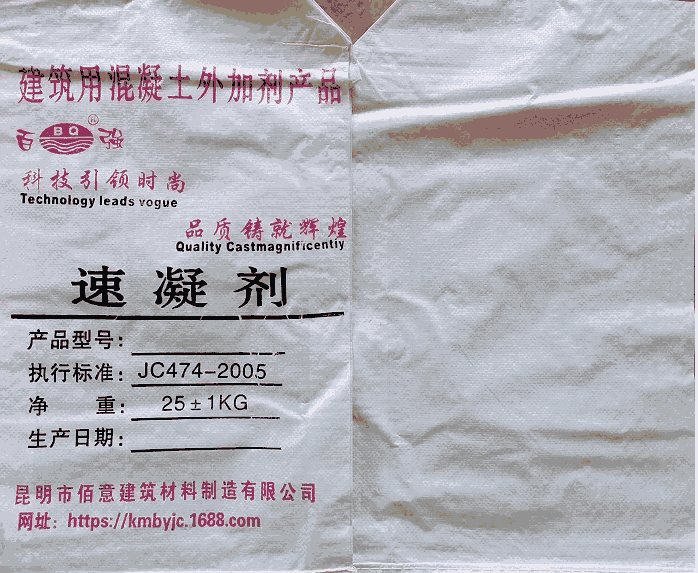 建筑用混凝土外加剂产品
百 BQ ® 强
科技引领时尚
Technology leads vogue
品质铸就辉煌
Quality Castmagnificentiy
速凝剂
产品型号:
执行标准: JC474-2005
净 重: 25±1KG
生产日期:
昆明市佰意建筑材料制造有限公司
网址: https://kmbyjc.1688.com